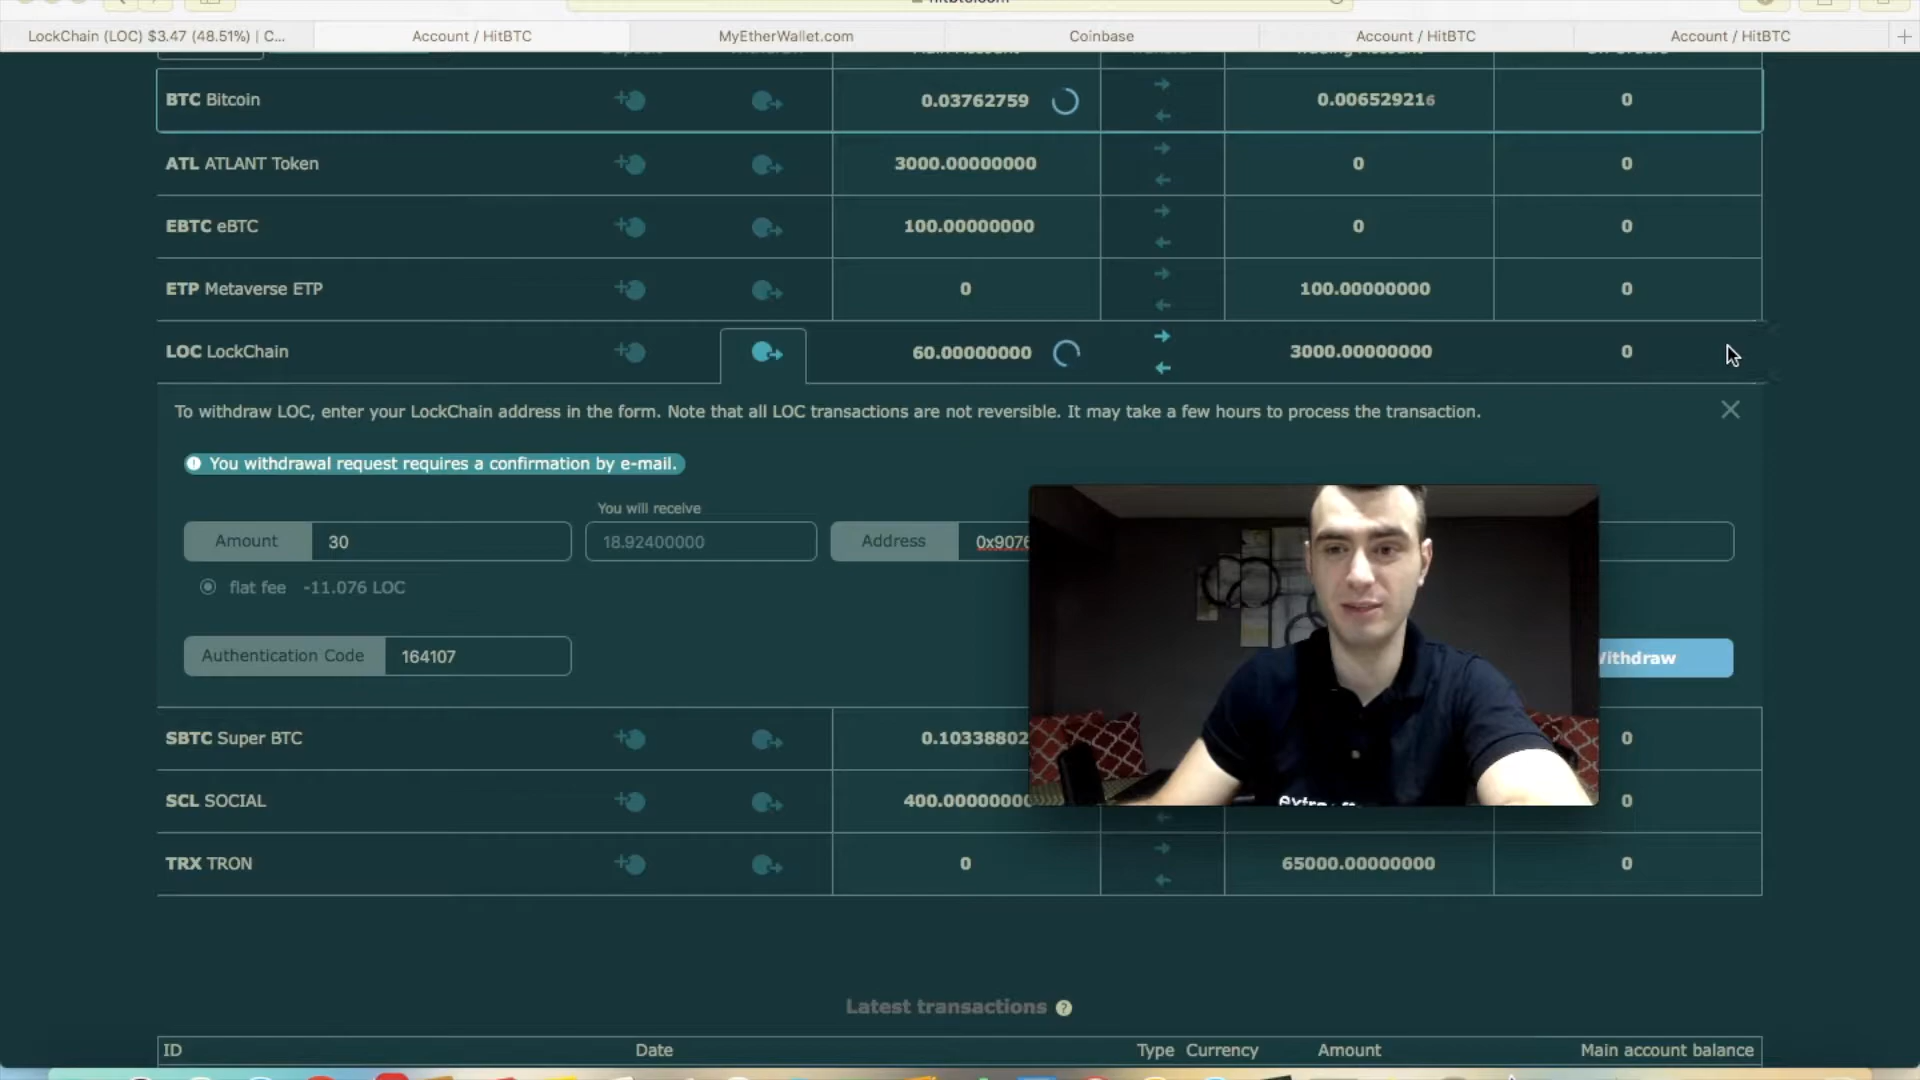 LockChain (LOC) $3.47 (48.51%) | C...
Account / HitBTC
MyEtherWallet.com
Coinbase
Account / HitBTC
Account / HitBTC
BTC Bitcoin
0.03762759
0.006529216
0
ATL ATLANT Token
3000.00000000
0
0
EBTC eBTC
100.00000000
0
0
ETP Metaverse ETP
0
100.00000000
0
LOC LockChain
60.00000000
3000.00000000
0
To withdraw LOC, enter your LockChain address in the form. Note that all LOC transactions are not reversible. It may take a few hours to process the transaction.
You withdrawal request requires a confirmation by e-mail.
You will receive
Amount
30
18.92400000
Address
0x9076
flat fee -11.076 LOC
Authentication Code
164107
Withdraw
SBTC Super BTC
0.10338802
0
SCL SOCIAL
400.00000000
0
TRX TRON
0
65000.00000000
0
Latest transactions ?
ID
Date
Type
Currency
Amount
Main account balance